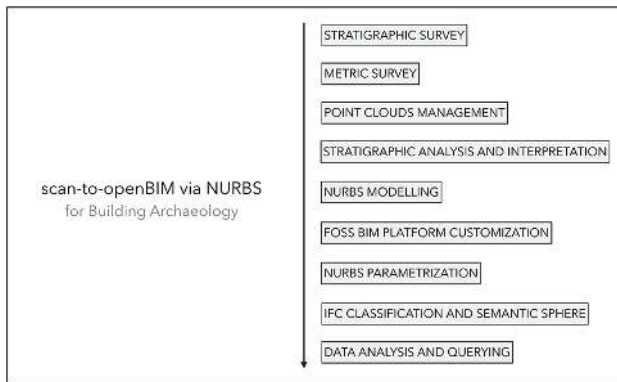 scan-to-openBIM via NURBS
for Building Archaeology
STRATIGRAPHIC SURVEY
METRIC SURVEY
POINT CLOUDS MANAGEMENT
STRATIGRAPHIC ANALYSIS AND INTERPRETATION
NURBS MODELLING
FOSS BIM PLATFORM CUSTOMIZATION
NURBS PARAMETRIZATION
IFC CLASSIFICATION AND SEMANTIC SPHERE
DATA ANALYSIS AND QUERYING